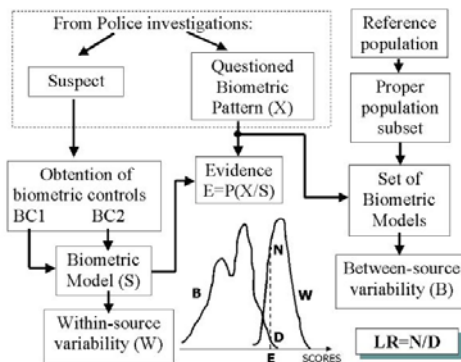 From Police investigations:
Suspect
Questioned
Biometric
Pattern (X)
Reference
population
Proper
population
subset
Obtention of
biometric controls
BC1 BC2
Evidence
E=P(X/S)
Set of
Biometric
Models
Biometric
Model (S)
Within-source
variability (W)
Between-source
variability (B)
B
N
W
D
E
SCORES
LR=N/D